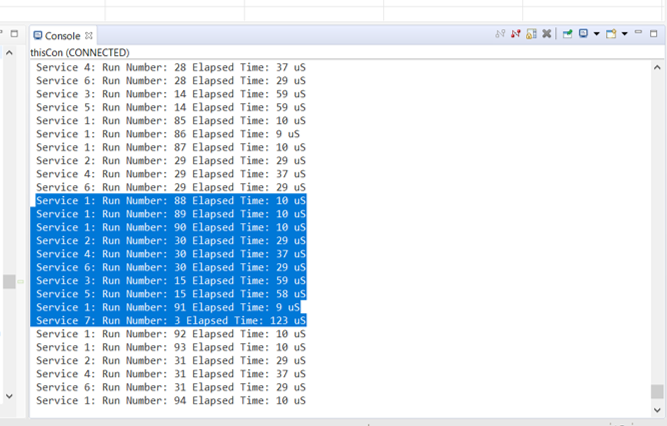 Console
thisCon (CONNECTED)
Service 4: Run Number: 28 Elapsed Time: 37 uS
Service 6: Run Number: 28 Elapsed Time: 29 uS
Service 3: Run Number: 14 Elapsed Time: 59 uS
Service 5: Run Number: 14 Elapsed Time: 59 uS
Service 1: Run Number: 85 Elapsed Time: 10 uS
Service 1: Run Number: 86 Elapsed Time: 9 uS
Service 1: Run Number: 87 Elapsed Time: 10 uS
Service 2: Run Number: 29 Elapsed Time: 29 uS
Service 4: Run Number: 29 Elapsed Time: 37 uS
Service 6: Run Number: 29 Elapsed Time: 29 uS
Service 1: Run Number: 88 Elapsed Time: 10 uS
Service 1: Run Number: 89 Elapsed Time: 10 uS
Service 1: Run Number: 90 Elapsed Time: 10 uS
Service 2: Run Number: 30 Elapsed Time: 29 uS
Service 4: Run Number: 30 Elapsed Time: 37 uS
Service 6: Run Number: 30 Elapsed Time: 29 uS
Service 3: Run Number: 15 Elapsed Time: 59 uS
Service 5: Run Number: 15 Elapsed Time: 58 uS
Service 1: Run Number: 91 Elapsed Time: 9 uS
Service 7: Run Number: 3 Elapsed Time: 123 uS
Service 1: Run Number: 92 Elapsed Time: 10 uS
Service 1: Run Number: 93 Elapsed Time: 10 uS
Service 2: Run Number: 31 Elapsed Time: 29 uS
Service 4: Run Number: 31 Elapsed Time: 37 uS
Service 6: Run Number: 31 Elapsed Time: 29 uS
Service 1: Run Number: 94 Elapsed Time: 10 uS